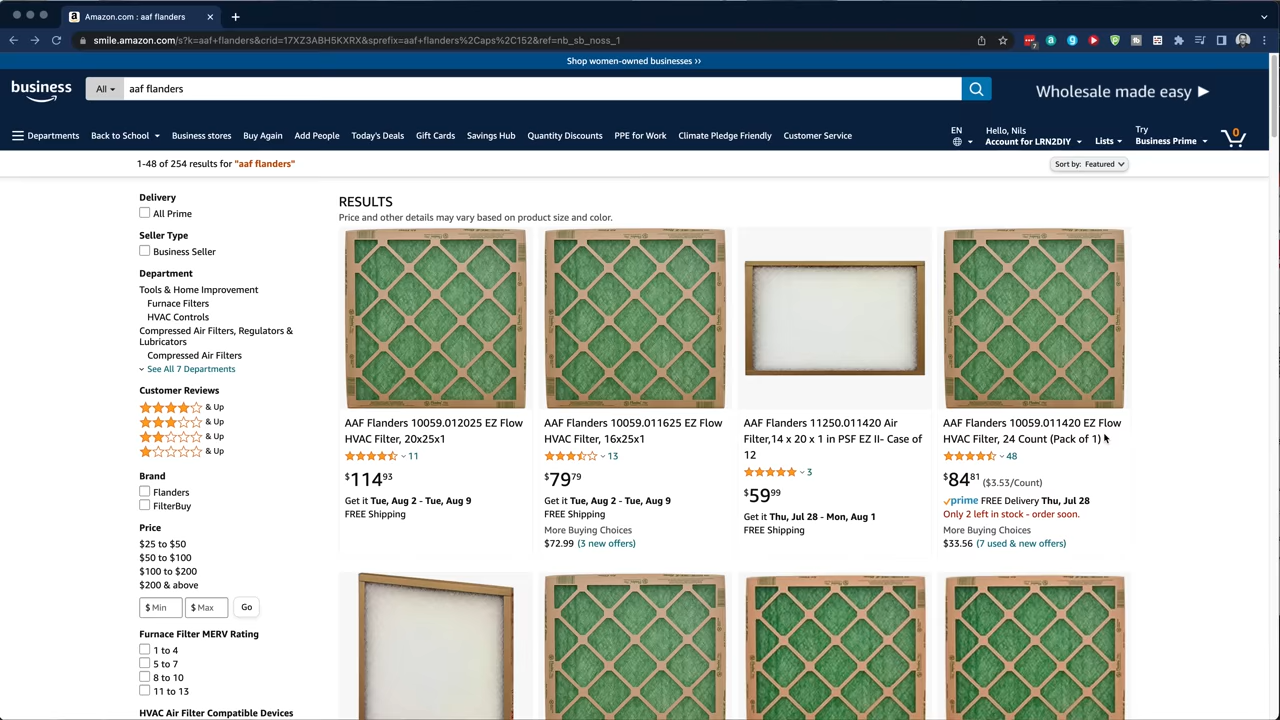 Amazon.com : aaf flanders
smile.amazon.com/s?k=aaf+flanders&crid=17XZ3ABH5KXRX&sprefix=aaf+flanders%2Caps%2C152&ref=nb_sb_noss_1
7
Shop women-owned businesses ››
business
All
aaf flanders
Wholesale made easy
Departments
Back to School
Business stores
Buy Again
Add People
Today's Deals
Gift Cards
Savings Hub
Quantity Discounts
PPE for Work
Climate Pledge Friendly
Customer Service
EN
Hello, Nils
Account for LRN2DIY
Lists
Try
Business Prime
0
1-48 of 254 results for "aaf flanders"
Sort by: Featured
Delivery
All Prime
Seller Type
Business Seller
Department
Tools & Home Improvement
Furnace Filters
HVAC Controls
Compressed Air Filters, Regulators &
Lubricators
Compressed Air Filters
See All 7 Departments
Customer Reviews
& Up
& Up
& Up
& Up
Brand
Flanders
FilterBuy
Price
$25 to $50
$50 to $100
$100 to $200
$200 & above
$ Min
$ Max
Go
Furnace Filter MERV Rating
1 to 4
5 to 7
8 to 10
11 to 13
HVAC Air Filter Compatible Devices
RESULTS
Price and other details may vary based on product size and color.
AAF Flanders 10059.012025 EZ Flow
HVAC Filter, 20x25x1
11
$114 93
Get it Tue, Aug 2 - Tue, Aug 9
FREE Shipping
AAF Flanders 10059.011625 EZ Flow
HVAC Filter, 16x25x1
13
$79 79
Get it Tue, Aug 2 - Tue, Aug 9
FREE Shipping
More Buying Choices
$72.99 (3 new offers)
AAF Flanders 11250.011420 Air
Filter,14 x 20 x 1 in PSF EZ II- Case of
12
3
$59 99
Get it Thu, Jul 28 - Mon, Aug 1
FREE Shipping
AAF Flanders 10059.011420 EZ Flow
HVAC Filter, 24 Count (Pack of 1)
48
$84 81 ($3.53/Count)
prime FREE Delivery Thu, Jul 28
Only 2 left in stock - order soon.
More Buying Choices
$33.56 (7 used & new offers)